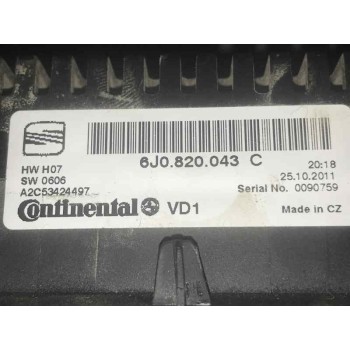 6J0.820.043 C
HW H07
SW 0606
A2C53424497
20:18
25.10.2011
Serial No. 0090759
Continental VD1
Made in CZ